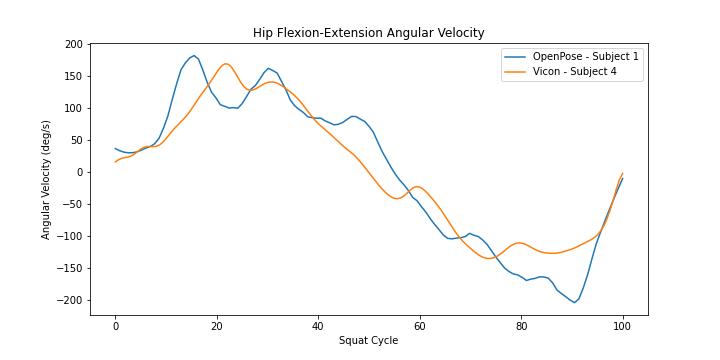 Hip Flexion-Extension Angular Velocity
OpenPose - Subject 1
Vicon - Subject 4
Angular Velocity (deg/s)
200
150
100
50
0
−50
−100
−150
−200
0 20 40 60 80 100
Squat Cycle